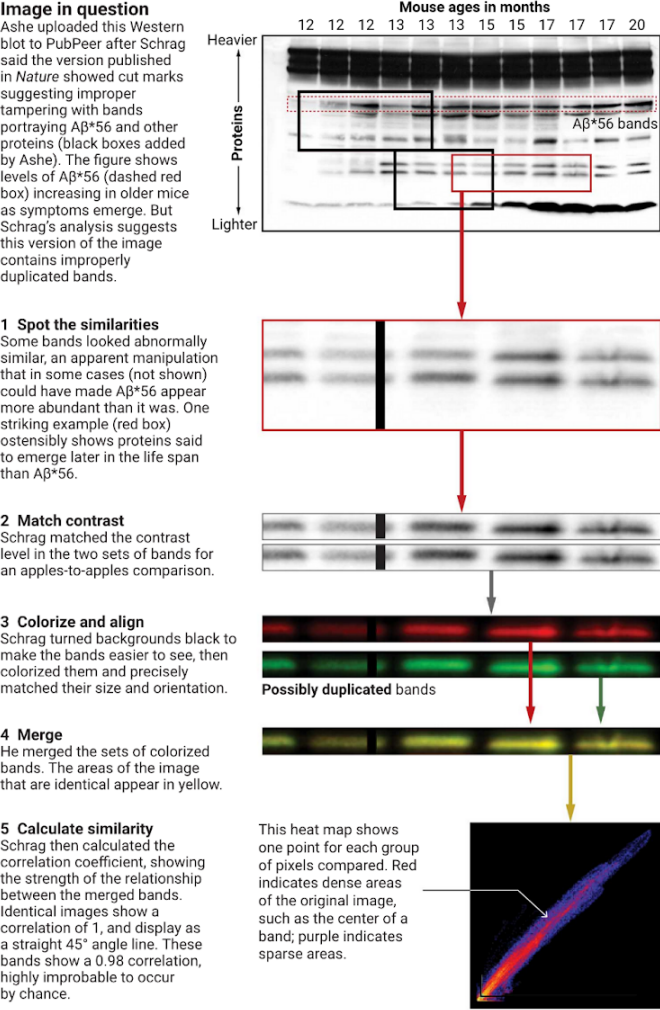 Image in question
Ashe uploaded this Western
blot to PubPeer after Schrag
said the version published
in Nature showed cut marks
suggesting improper
tampering with bands
portraying Aβ*56 and other
proteins (black boxes added
by Ashe). The figure shows
levels of Aβ*56 (dashed red
box) increasing in older mice
as symptoms emerge. But
Schrag's analysis suggests
this version of the image
contains improperly
duplicated bands.
Mouse ages in months
12 12 12 13 13 13 15 15 17 17 17 20
Heavier
Proteins
Lighter
Aβ*56 bands
1 Spot the similarities
Some bands looked abnormally
similar, an apparent manipulation
that in some cases (not shown)
could have made Aβ*56 appear
more abundant than it was. One
striking example (red box)
ostensibly shows proteins said
to emerge later in the life span
than Aβ*56.
2 Match contrast
Schrag matched the contrast
level in the two sets of bands for
an apples-to-apples comparison.
3 Colorize and align
Schrag turned backgrounds black to
make the bands easier to see, then
colorized them and precisely
matched their size and orientation.
Possibly duplicated bands
4 Merge
He merged the sets of colorized
bands. The areas of the image
that are identical appear in yellow.
5 Calculate similarity
Schrag then calculated the
correlation coefficient, showing
the strength of the relationship
between the merged bands.
Identical images show a
correlation of 1, and display as
a straight 45° angle line. These
bands show a 0.98 correlation,
highly improbable to occur
by chance.
This heat map shows
one point for each group
of pixels compared. Red
indicates dense areas
of the original image,
such as the center of a
band; purple indicates
sparse areas.